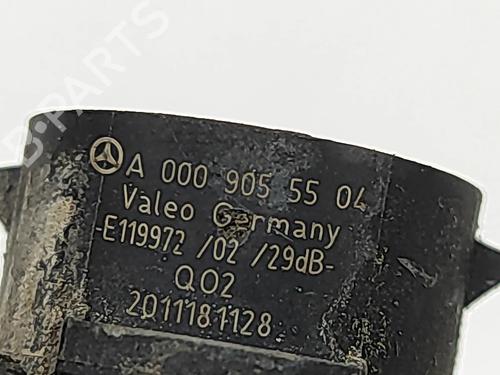 A 000 905 55 04
Valeo Germany
-E119972 /02 /29dB-
Q02
2011181128
B-PARTS